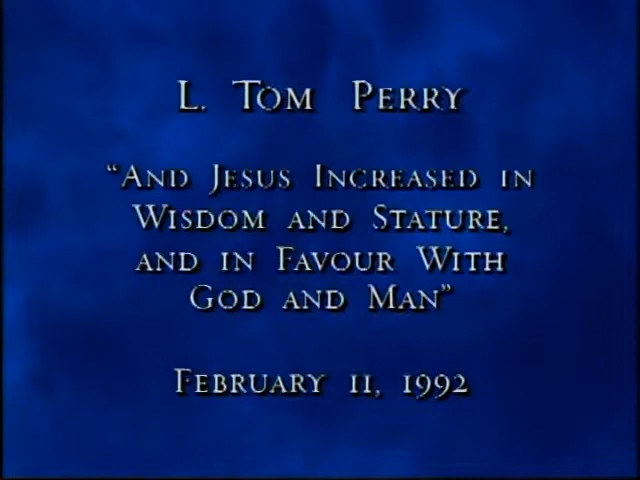 L. Tom Perry
“And Jesus Increased in
Wisdom and Stature,
and in Favour With
God and Man”
February 11, 1992